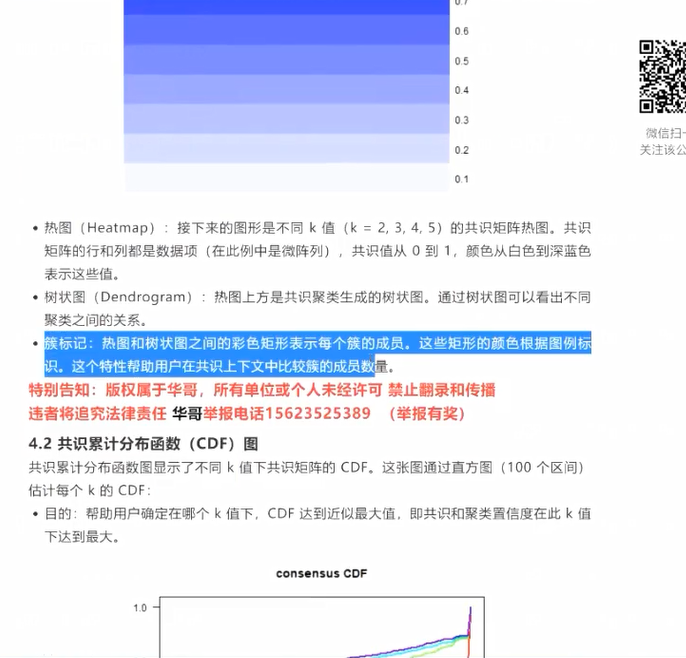 0.7
0.6
0.5
0.4
0.3
0.2
0.1
微信扫一
关注该公
• 热图（Heatmap）：接下来的图形是不同 k 值（k = 2, 3, 4, 5）的共识矩阵热图。共识
矩阵的行和列都是数据项（在此例中是微阵列），共识值从 0 到 1，颜色从白色到深蓝色
表示这些值。
• 树状图（Dendrogram）：热图上方是共识聚类生成的树状图。通过树状图可以看出不同
聚类之间的关系。
• 簇标记：热图和树状图之间的彩色矩形表示每个簇的成员。这些矩形的颜色根据图例标
识。这个特性帮助用户在共识上下文中比较簇的成员数量。
特别告知：版权属于华哥，所有单位或个人未经许可 禁止翻录和传播
违者将追究法律责任 华哥举报电话15623525389 （举报有奖）
4.2 共识累计分布函数（CDF）图
共识累计分布函数图显示了不同 k 值下共识矩阵的 CDF。这张图通过直方图（100 个区间）
估计每个 k 的 CDF：
• 目的：帮助用户确定在哪个 k 值下，CDF 达到近似最大值，即共识和聚类置信度在此 k 值
下达到最大。
consensus CDF
1.0